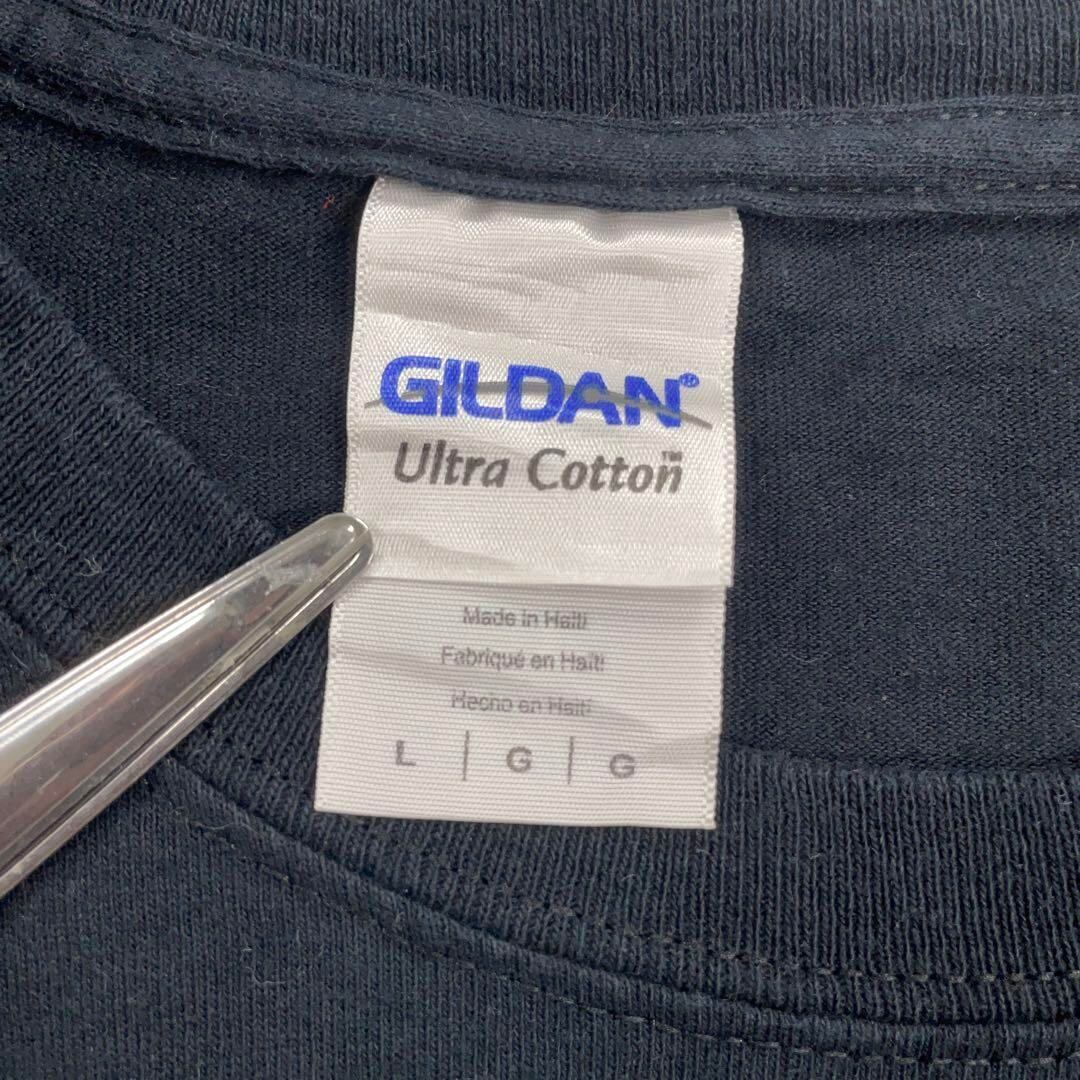 GILDAN®
Ultra Cotton™
Made in Haiti
Fabriqué en Haïti
Hecho en Haití
L | G | G